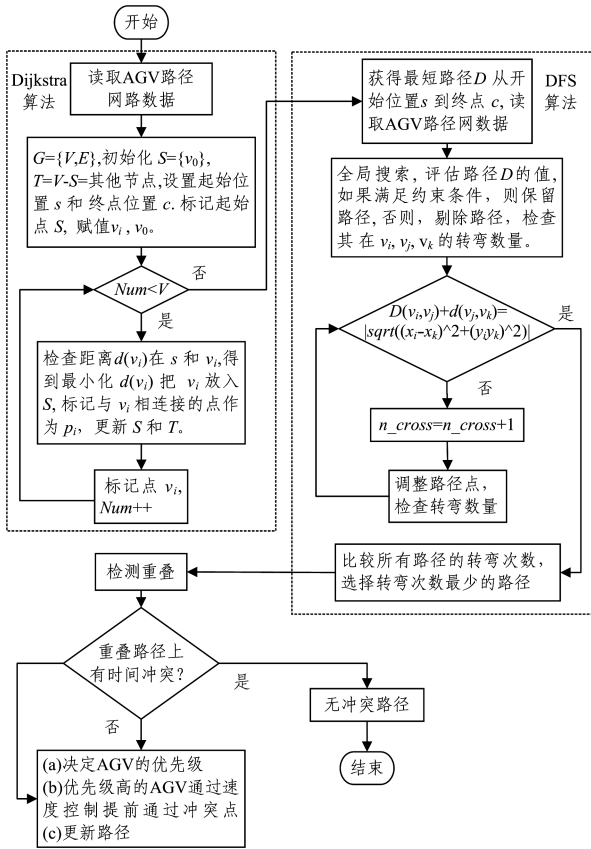 开始
Dijkstra
算法
读取AGV路径
网路数据
G={V,E},初始化 S={v0},
T=V-S=其他节点,设置起始位
置 s 和 终点位置 c. 标记起始
点 S, 赋值vi , v0。
Num<V
否
是
检查距离d(vi)在 s 和 vi,得
到最小化 d(vi) 把 vi 放入
S, 标记与 vi 相连接的点作
为 pi，更新 S 和 T。
标记点 vi,
Num++
获得最短路径D 从开
始位置s 到终点 c, 读
取AGV路径网数据
DFS
算法
全局搜索, 评估路径D的值,
如果满足约束条件，则保留
路径, 否则，剔除路径，检查
其 在 vi, vj, vk 的转弯数量。
D(vi,vj)+d(vj,vk)=
|sqrt((xi-xk)^2+(yiyk)^2)|
是
否
n_cross=n_cross+1
调整路径点，
检查转弯数量
比较所有路径的转弯次数，
选择转弯次数最少的路径
检测重叠
重叠路径上
有时间冲突?
是
否
无冲突路径
结束
(a)决定AGV的优先级
(b)优先级高的AGV通过速
度控制提前通过冲突点
(c)更新路径